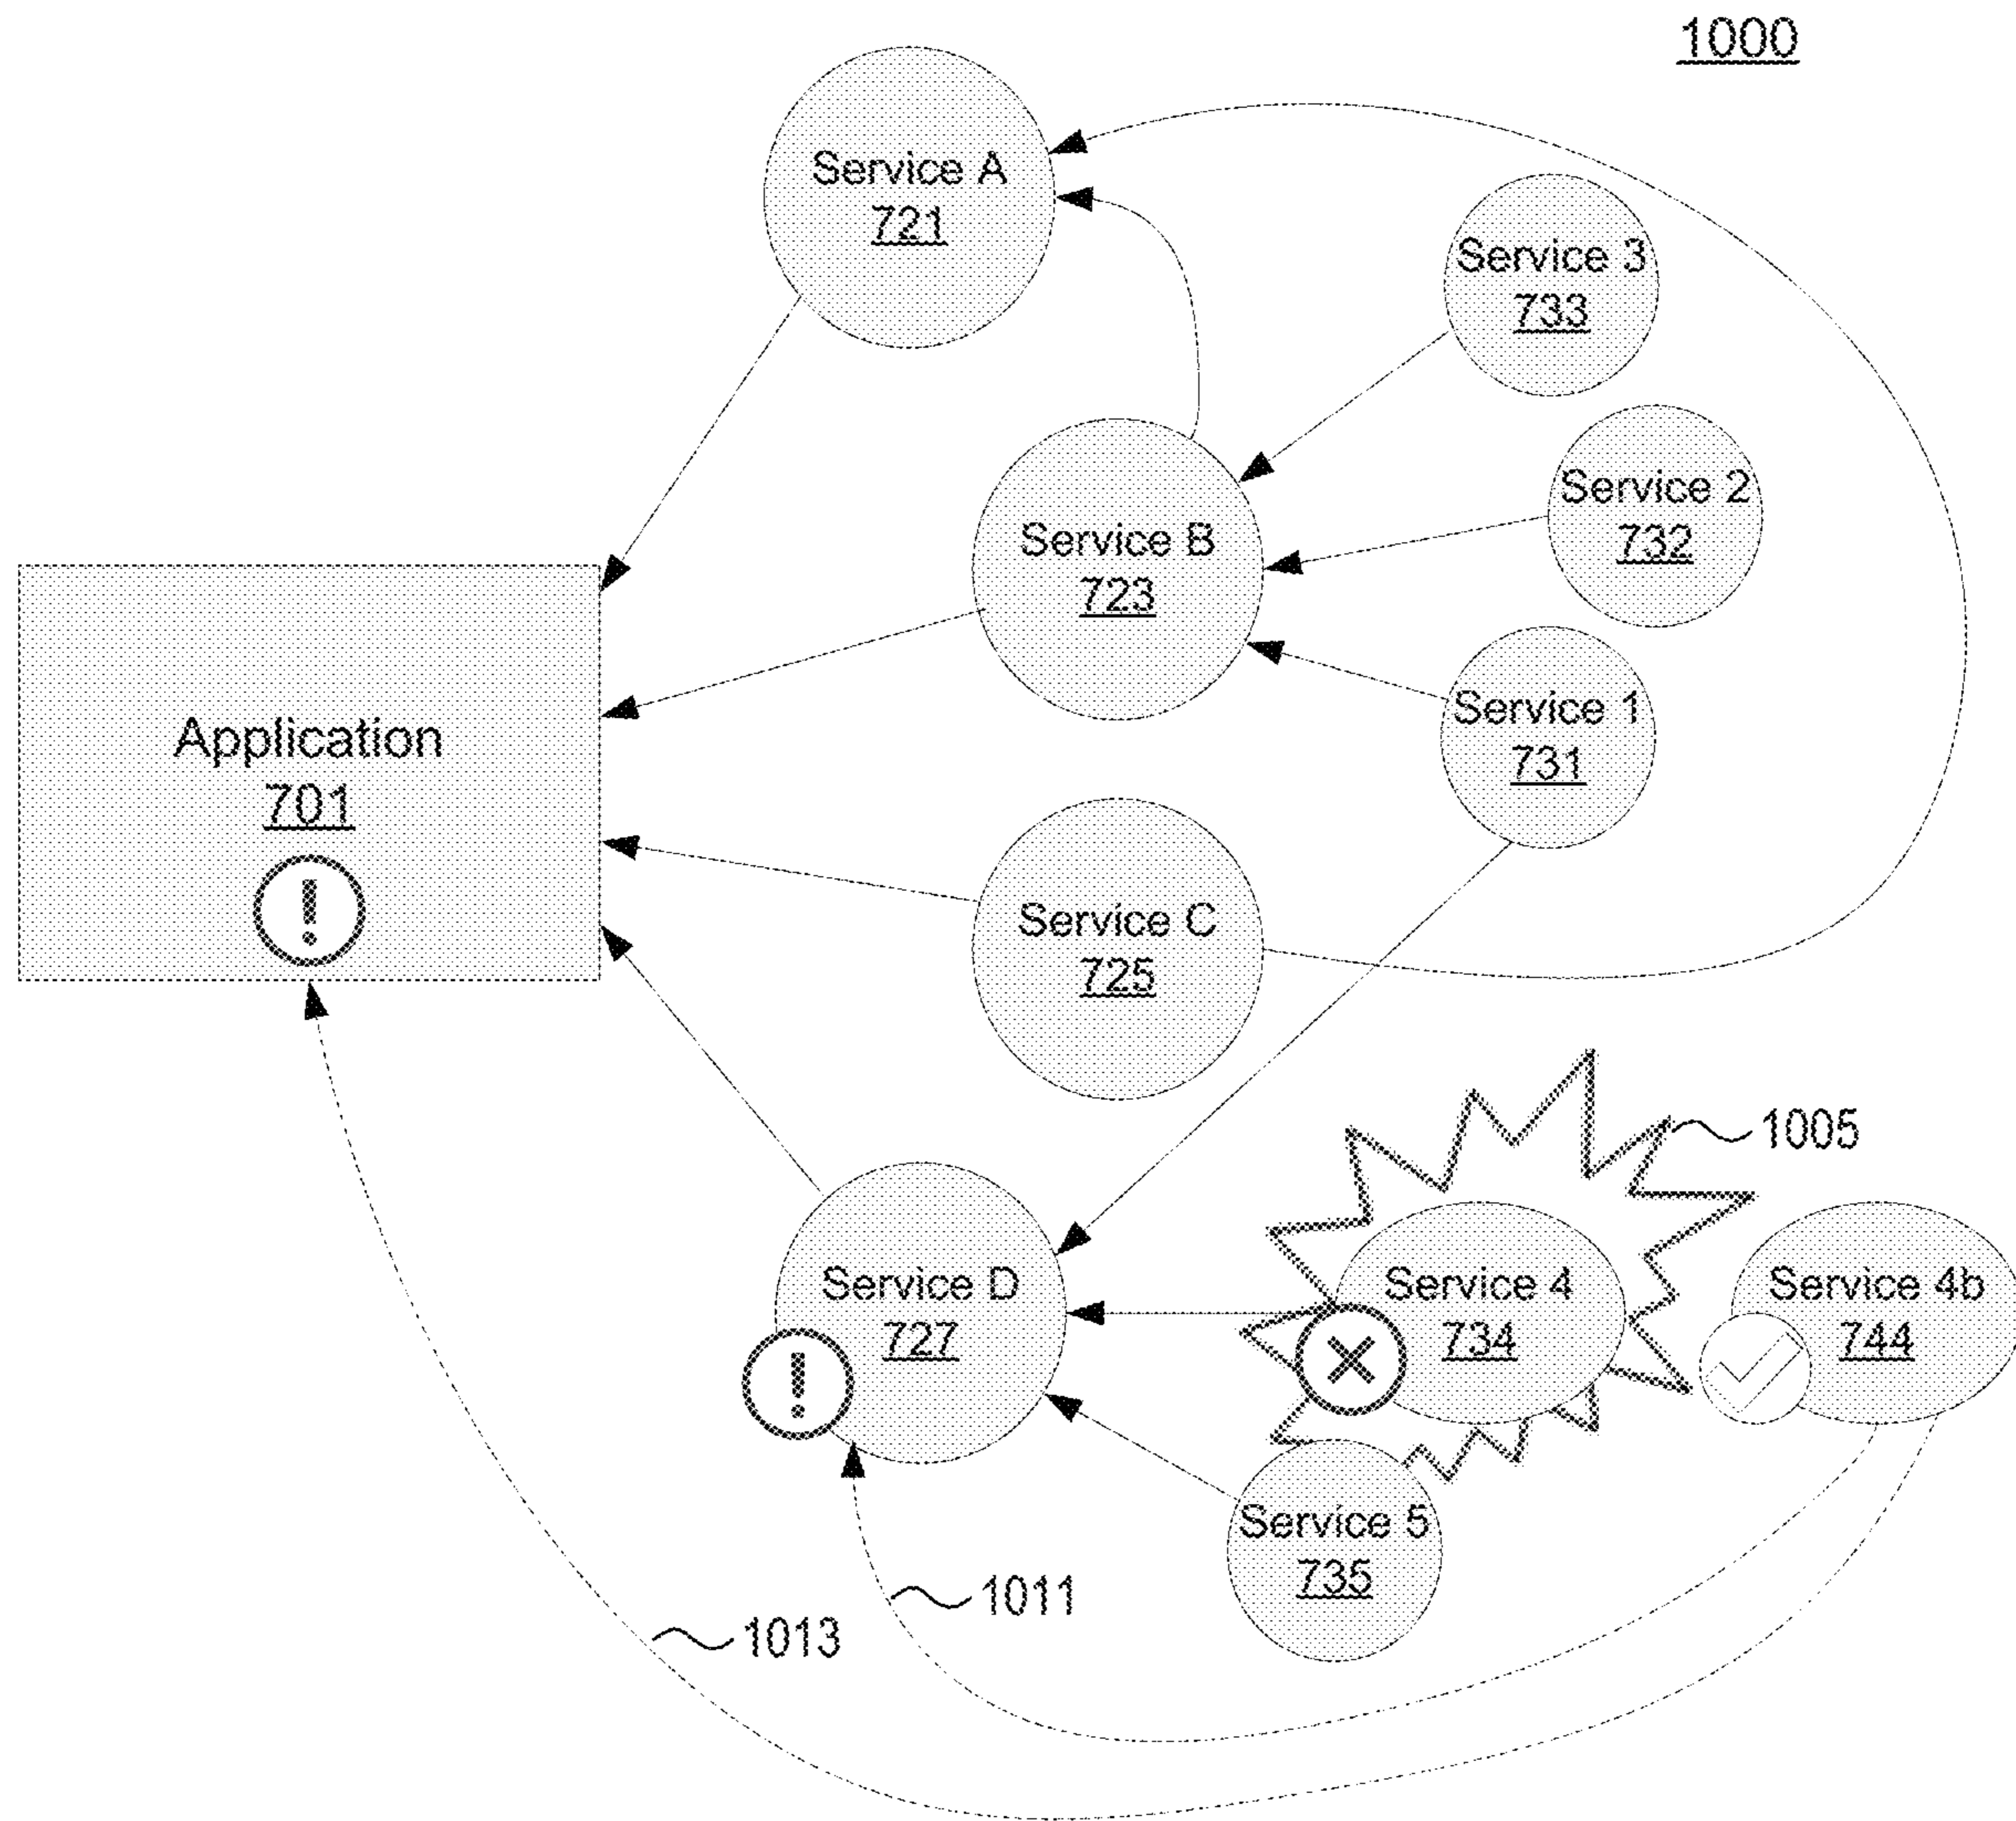 1000
Service A
721
Service 3
733
Service 2
732
Service B
723
Service 1
731
Application
701
!
Service C
725
1005
Service D
727
!
Service 4
734
Service 4b
744
Service 5
735
1011
1013